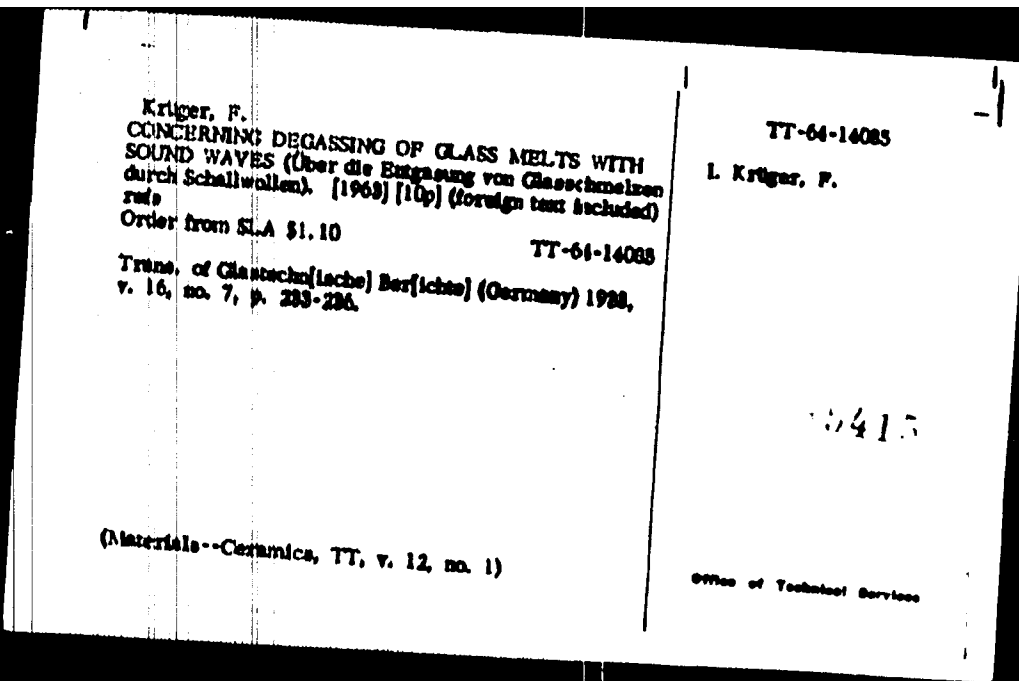 Krüger, F.
CONCERNING DEGASSING OF GLASS MELTS WITH
SOUND WAVES (Über die Entgasung von Glasschmelzen
durch Schallwellen). [1963] [10p] (foreign text included)
refs
Order from SLA $1.10
TT-64-14085
Trans. of Glastechn[ische] Ber[ichte] (Germany) 1938,
v. 16, no. 7, p. 233-236.
(Materials--Ceramics, TT, v. 12, no. 1)
TT-64-14085
I. Krüger, F.
Office of Technical Services